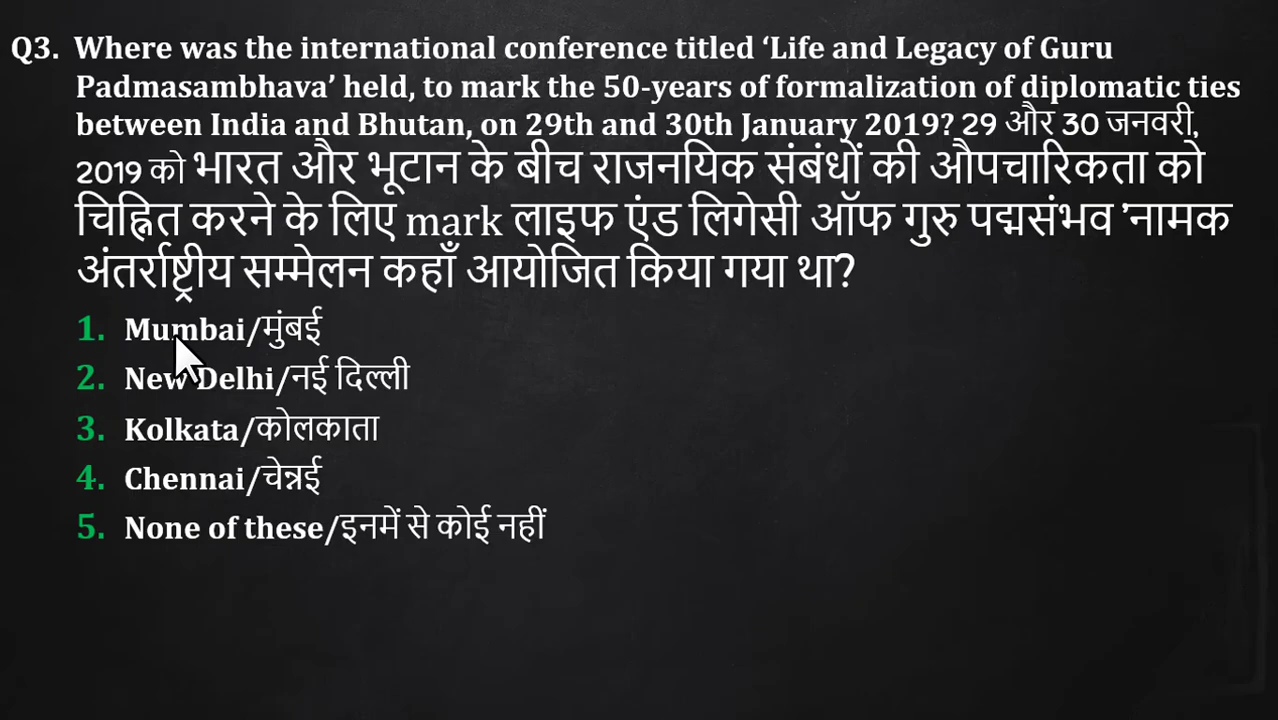 Q3. Where was the international conference titled ‘Life and Legacy of Guru
Padmasambhava’ held, to mark the 50-years of formalization of diplomatic ties
between India and Bhutan, on 29th and 30th January 2019? 29 और 30 जनवरी,
2019 को भारत और भूटान के बीच राजनयिक संबंधों की औपचारिकता को
चिह्नित करने के लिए mark लाइफ एंड लिगेसी ऑफ गुरु पद्मसंभव ’नामक
अंतर्राष्ट्रीय सम्मेलन कहाँ आयोजित किया गया था?
1. Mumbai/मुंबई
2. New Delhi/नई दिल्ली
3. Kolkata/कोलकाता
4. Chennai/चेन्नई
5. None of these/इनमें से कोई नहीं